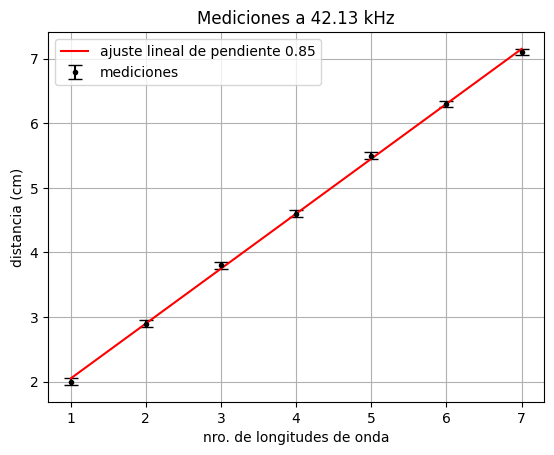 Mediciones a 42.13 kHz
ajuste lineal de pendiente 0.85
mediciones
distancia (cm)
7
6
5
4
3
2
1 2 3 4 5 6 7
nro. de longitudes de onda